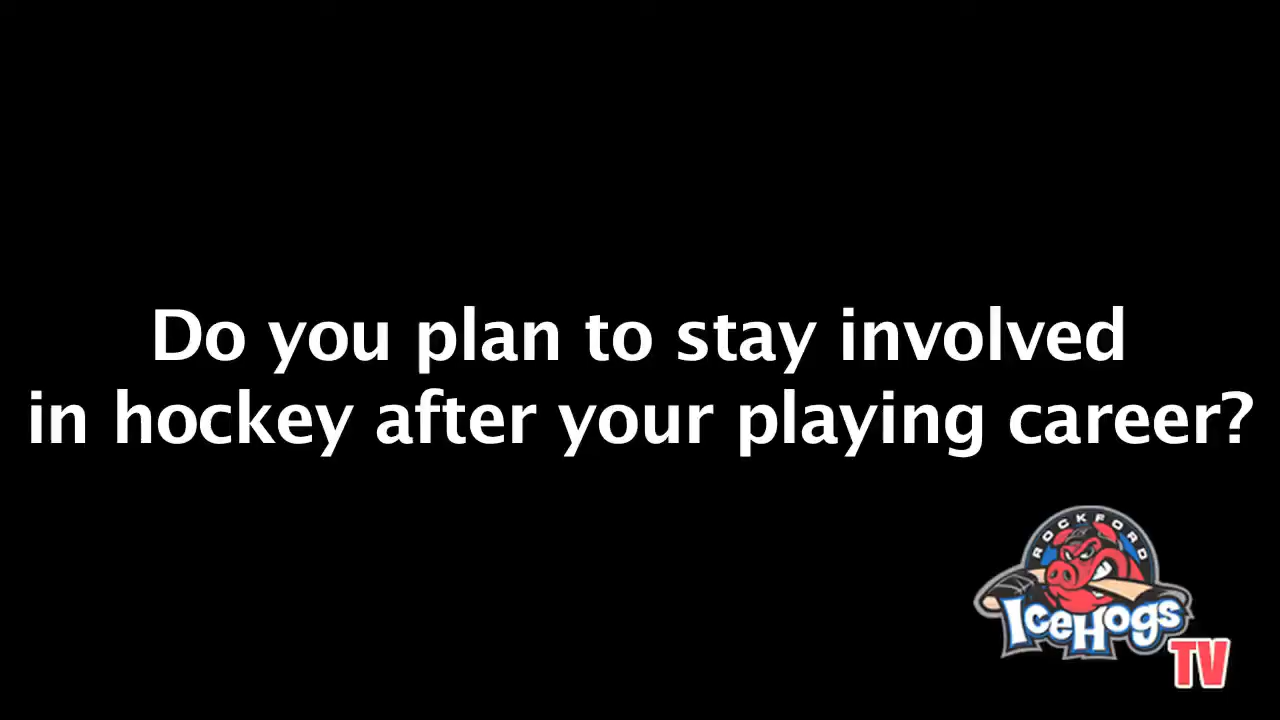 Do you plan to stay involved
in hockey after your playing career?
ROCKFORD
ICEHOGS
TV